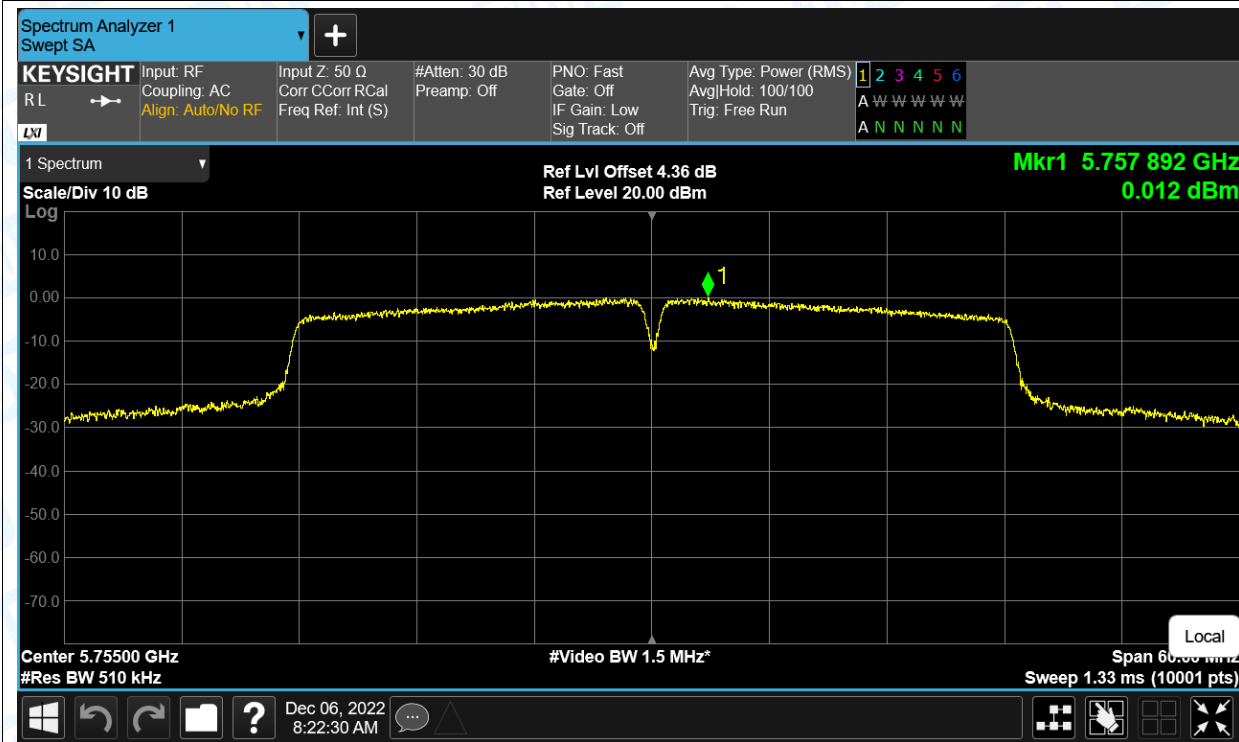 Spectrum Analyzer 1
Swept SA
KEYSIGHT
R L
LXI
Input: RF
Coupling: AC
Align: Auto/No RF
Input Z: 50 Ω
Corr CCorr RCal
Freq Ref: Int (S)
#Atten: 30 dB
Preamp: Off
PNO: Fast
Gate: Off
IF Gain: Low
Sig Track: Off
Avg Type: Power (RMS)
Avg|Hold: 100/100
Trig: Free Run
1 2 3 4 5 6
A W W W W W
A N N N N N
1 Spectrum
Scale/Div 10 dB
Log
Ref Lvl Offset 4.36 dB
Ref Level 20.00 dBm
Mkr1 5.757 892 GHz
0.012 dBm
1
10.0
0.00
-10.0
-20.0
-30.0
-40.0
-50.0
-60.0
-70.0
Local
Center 5.75500 GHz
#Res BW 510 kHz
#Video BW 1.5 MHz*
Span 60.00 MHz
Sweep 1.33 ms (10001 pts)
?
Dec 06, 2022
8:22:30 AM